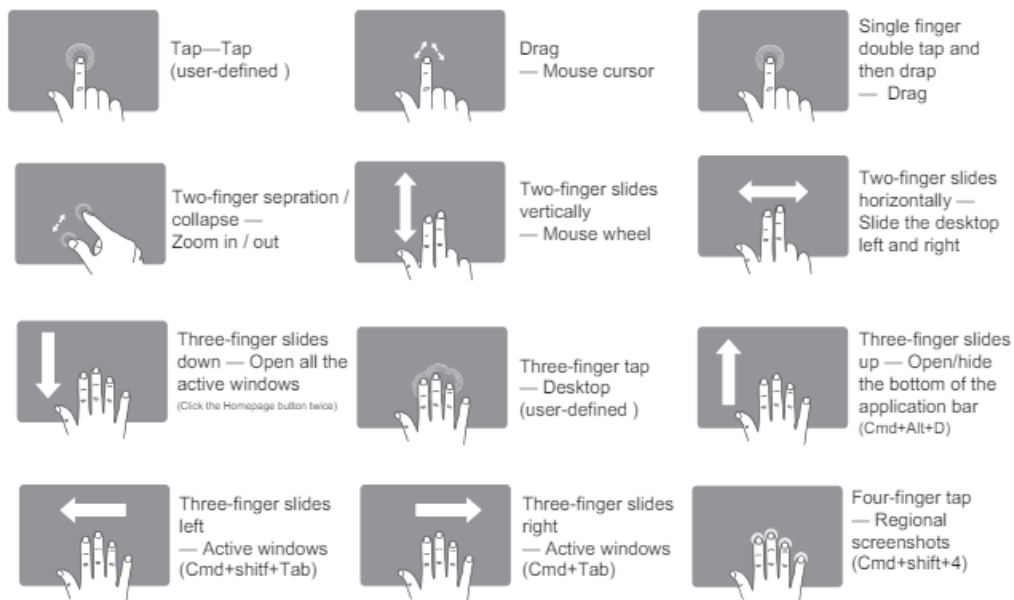 Tap—Tap
(user-defined )
Drag
— Mouse cursor
Single finger
double tap and
then drap
— Drag
Two-finger sepration /
collapse —
Zoom in / out
Two-finger slides
vertically
— Mouse wheel
Two-finger slides
horizontally —
Slide the desktop
left and right
Three-finger slides
down — Open all the
active windows
(Click the Homepage button twice)
Three-finger tap
— Desktop
(user-defined )
Three-finger slides
up — Open/hide
the bottom of the
application bar
(Cmd+Alt+D)
Three-finger slides
left
— Active windows
(Cmd+shitf+Tab)
Three-finger slides
right
— Active windows
(Cmd+Tab)
Four-finger tap
— Regional
screenshots
(Cmd+shift+4)